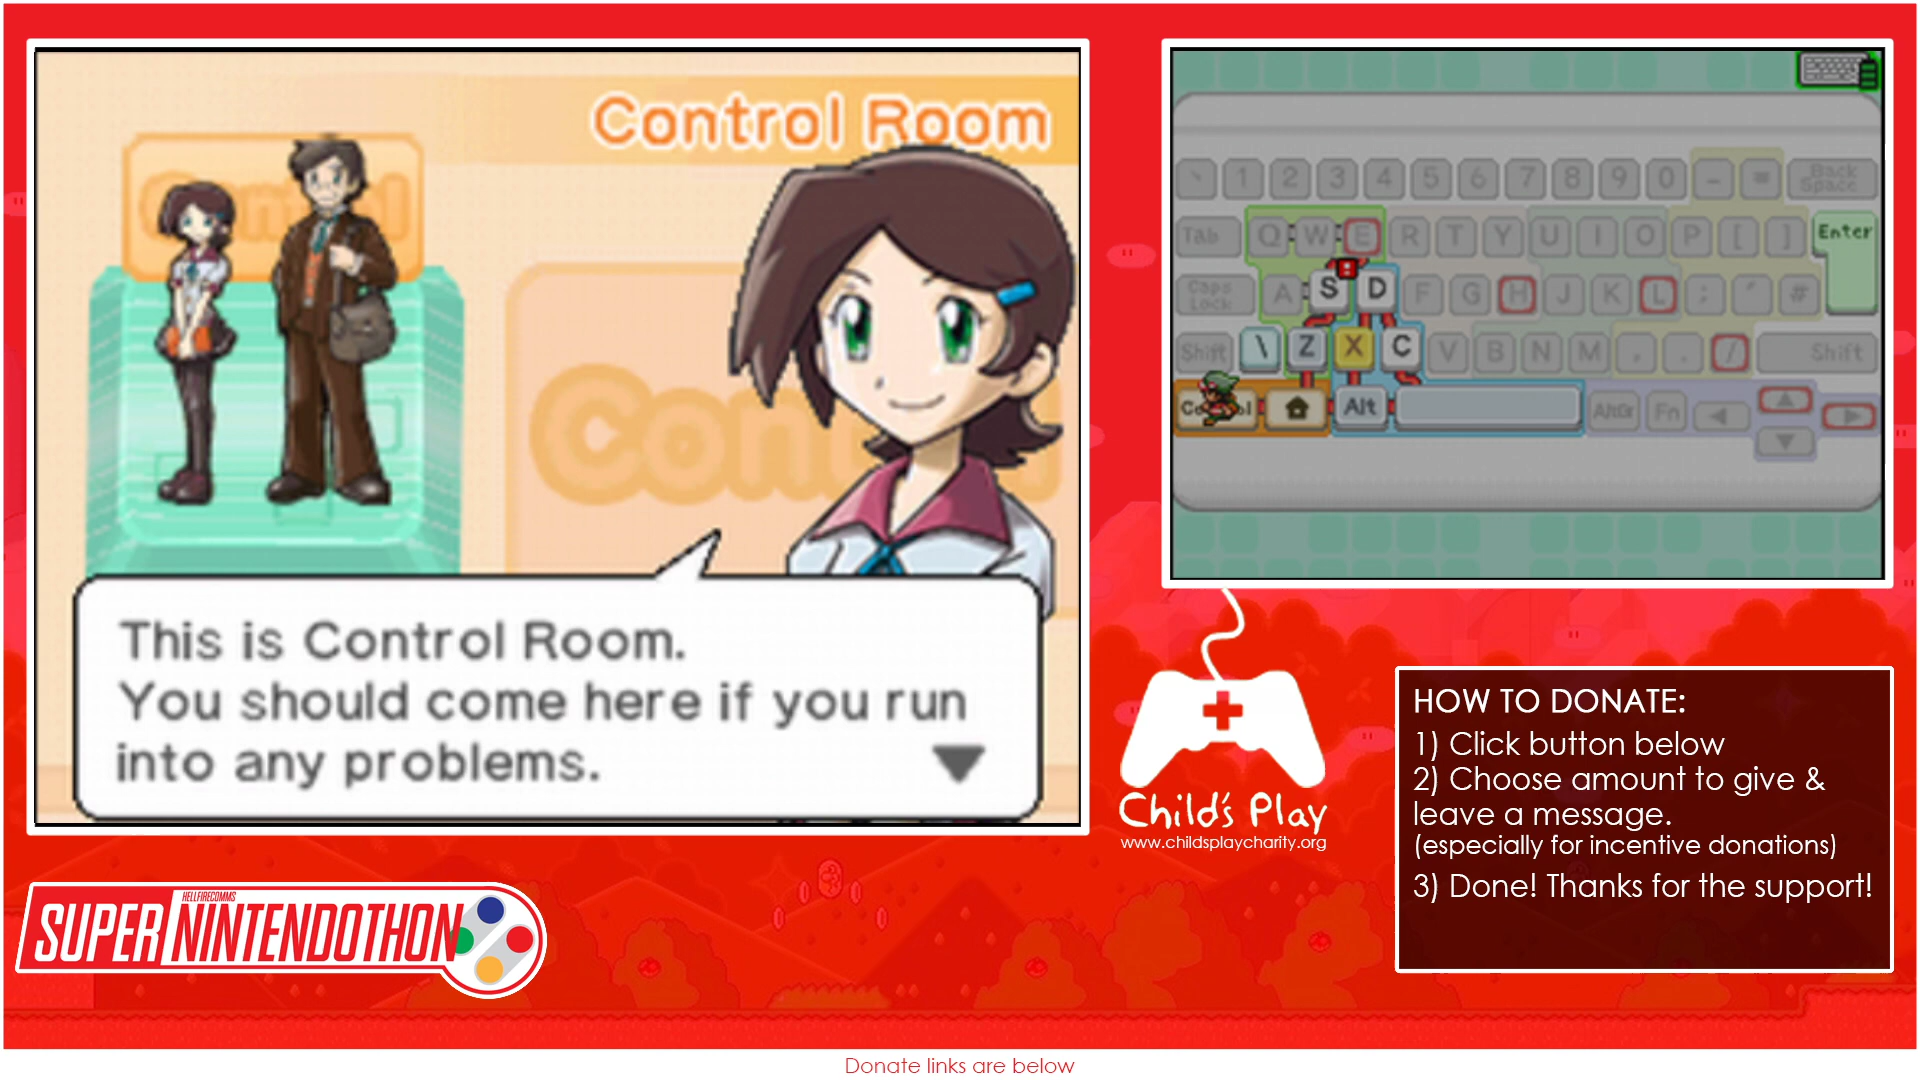 Control Room
Control
Cont
This is Control Room.
You should come here if you run
into any problems.
1 2 3 4 5 6 7 8 9 0 - = Back Space
Tab Q W E R T Y U I O P [ ] Enter
Caps Lock A S D F G H J K L ; ' #
Shift \ Z X C V B N M , . / Shift
Alt AltGr Fn
Child's Play
www.childsplaycharity.org
HOW TO DONATE:
1) Click button below
2) Choose amount to give &
leave a message.
(especially for incentive donations)
3) Done! Thanks for the support!
HELLFIRECOMMS
SUPER NINTENDOTHON
Donate links are below